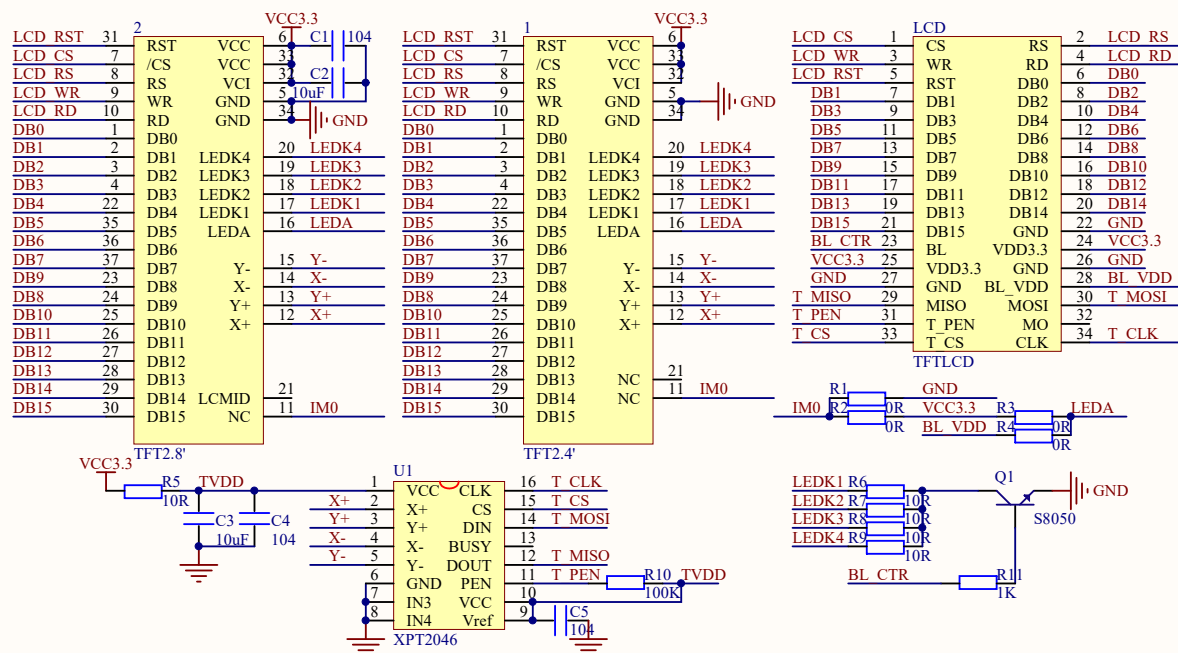 2
VCC3.3
LCD_RST 31 RST VCC 6 C1 104
LCD_CS 7 /CS VCC 33
LCD_RS 8 RS VCI 32 C2
LCD_WR 9 WR GND 5 10uF
LCD_RD 10 RD GND 34 GND
DB0 1 DB0
DB1 2 DB1 LEDK4 20 LEDK4
DB2 3 DB2 LEDK3 19 LEDK3
DB3 4 DB3 LEDK2 18 LEDK2
DB4 22 DB4 LEDK1 17 LEDK1
DB5 35 DB5 LEDA 16 LEDA
DB6 36 DB6
DB7 37 DB7 Y- 15 Y-
DB9 23 DB8 X- 14 X-
DB8 24 DB9 Y+ 13 Y+
DB10 25 DB10 X+ 12 X+
DB11 26 DB11
DB12 27 DB12
DB13 28 DB13
DB14 29 DB14 LCMID 21
DB15 30 DB15 NC 11 IM0
TFT2.8'
1
VCC3.3
LCD_RST 31 RST VCC 6
LCD_CS 7 /CS VCC 33
LCD_RS 8 RS VCI 32
LCD_WR 9 WR GND 5 GND
LCD_RD 10 RD GND 34
DB0 1 DB0
DB1 2 DB1 LEDK4 20 LEDK4
DB2 3 DB2 LEDK3 19 LEDK3
DB3 4 DB3 LEDK2 18 LEDK2
DB4 22 DB4 LEDK1 17 LEDK1
DB5 35 DB5 LEDA 16 LEDA
DB6 36 DB6
DB7 37 DB7 Y- 15 Y-
DB9 23 DB8 X- 14 X-
DB8 24 DB9 Y+ 13 Y+
DB10 25 DB10 X+ 12 X+
DB11 26 DB11
DB12 27 DB12
DB13 28 DB13 NC 21
DB14 29 DB14 NC 11 IM0
DB15 30 DB15
TFT2.4'
LCD
LCD_CS 1 CS RS 2 LCD_RS
LCD_WR 3 WR RD 4 LCD_RD
LCD_RST 5 RST DB0 6 DB0
DB1 7 DB1 DB2 8 DB2
DB3 9 DB3 DB4 10 DB4
DB5 11 DB5 DB6 12 DB6
DB7 13 DB7 DB8 14 DB8
DB9 15 DB9 DB10 16 DB10
DB11 17 DB11 DB12 18 DB12
DB13 19 DB13 DB14 20 DB14
DB15 21 DB15 GND 22 GND
BL_CTR 23 BL VDD3.3 24 VCC3.3
VCC3.3 25 VDD3.3 GND 26 GND
GND 27 GND BL_VDD 28 BL_VDD
T_MISO 29 MISO MOSI 30 T_MOSI
T_PEN 31 T_PEN MO 32
T_CS 33 T_CS CLK 34 T_CLK
TFTLCD
R1 GND
IM0 R2 0R VCC3.3 R3 LEDA
0R BL_VDD R4 0R
0R
VCC3.3
R5 TVDD
10R
C3 C4
10uF 104
U1
1 VCC CLK 16 T_CLK
X+ 2 X+ CS 15 T_CS
Y+ 3 Y+ DIN 14 T_MOSI
X- 4 X- BUSY 13
Y- 5 Y- DOUT 12 T_MISO
6 GND PEN 11 T_PEN R10 TVDD
7 IN3 VCC 10 100K
8 IN4 Vref 9 C5
104
XPT2046
LEDK1 R6 Q1
LEDK2 R7 10R GND
LEDK3 R8 10R S8050
LEDK4 R9 10R
10R
BL_CTR R11
1K